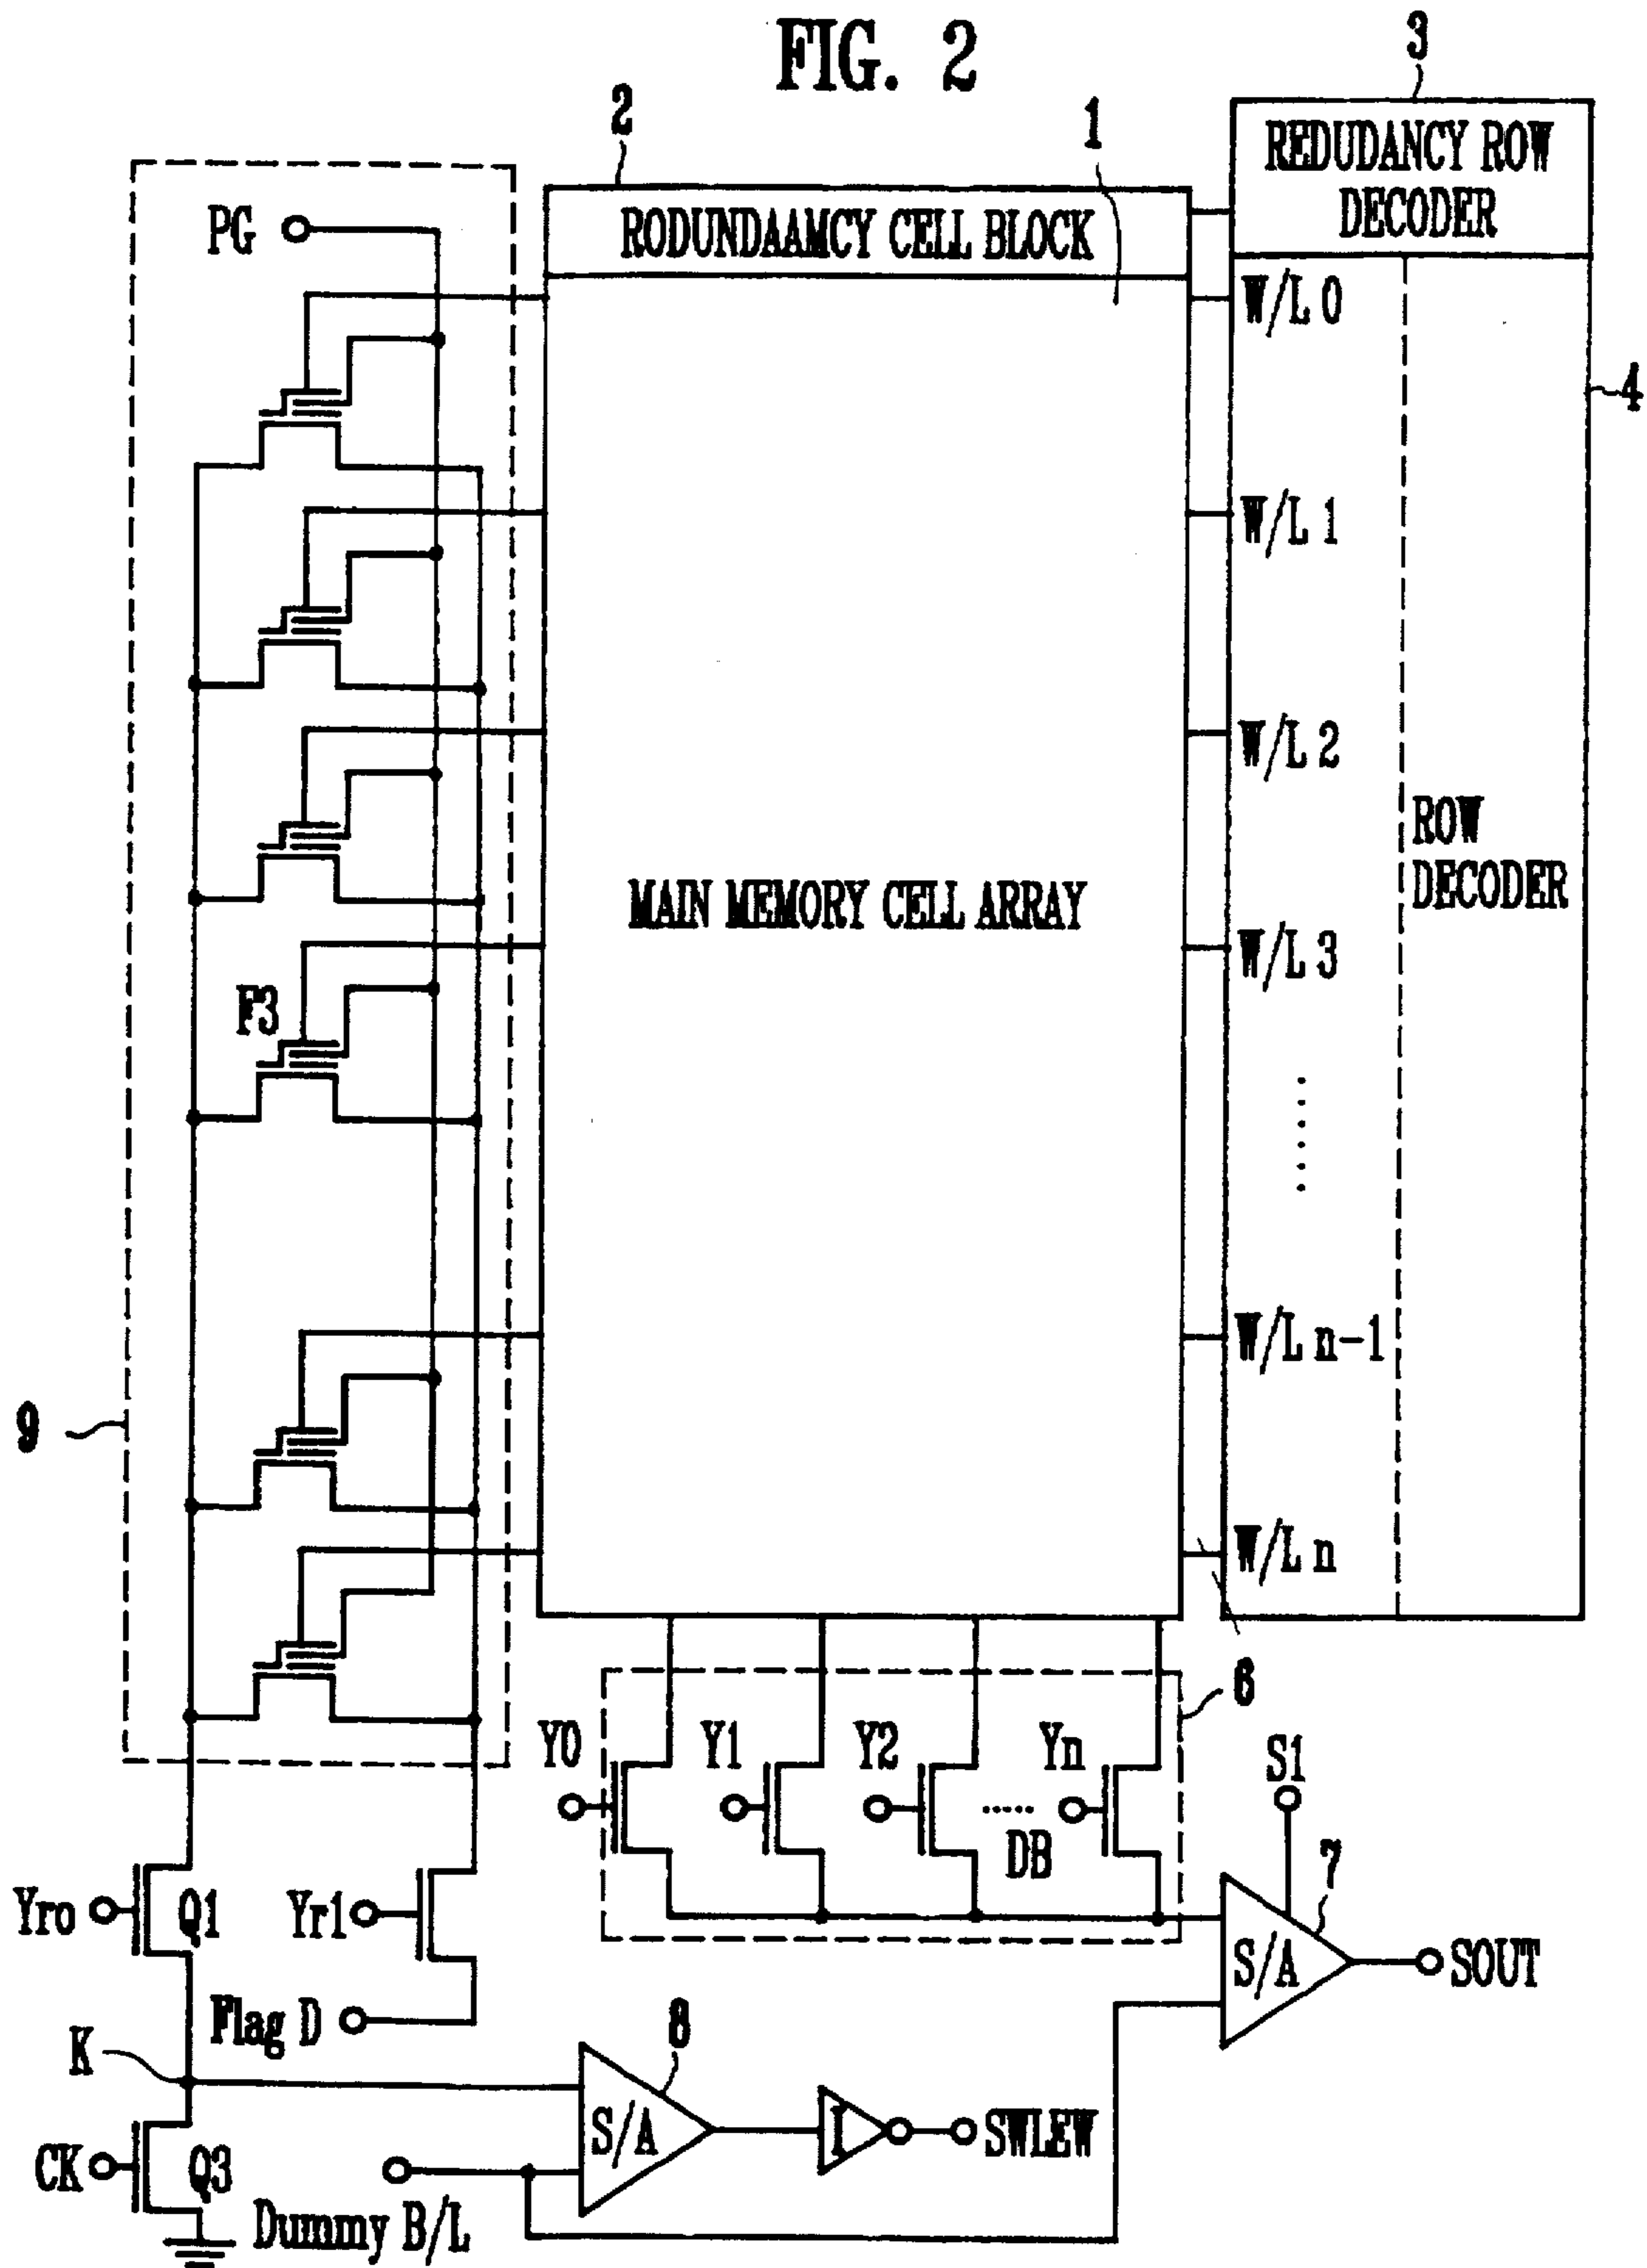 FIG. 2
3
2
1
REDUDANCY ROW
DECODER
RODUNDAAMCY CELL BLOCK
PG
W/L 0
4
W/L 1
W/L 2
ROW
DECODER
MAIN MEMORY CELL ARRAY
W/L 3
F3
W/L n-1
9
W/L n
6
Y0
Y1
Y2
Yn
S1
......
DB
7
Yro
Q1
Yr1
S/A
SOUT
Flag D
K
8
S/A
I
SWLEW
CK
Q3
Dummy B/L